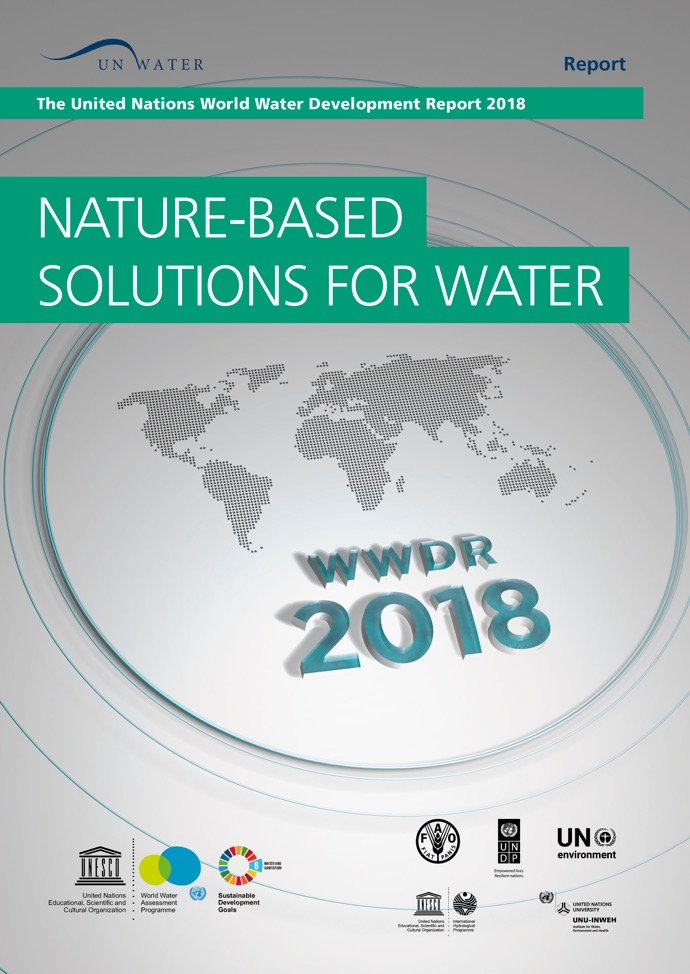 UN WATER
Report
The United Nations World Water Development Report 2018
NATURE-BASED
SOLUTIONS FOR WATER
WWDR
2018
UNESCO
United Nations
Educational, Scientific and
Cultural Organization
World Water
Assessment
Programme
6 WATER AND
SANITATION
Sustainable
Development
Goals
FAO
FIAT PANIS
UN
DP
Empowered lives.
Resilient nations.
UN
environment
United Nations
Educational, Scientific and
Cultural Organization
International
Hydrological
Programme
UNITED NATIONS
UNIVERSITY
UNU-INWEH
Institute for Water,
Environment and Health